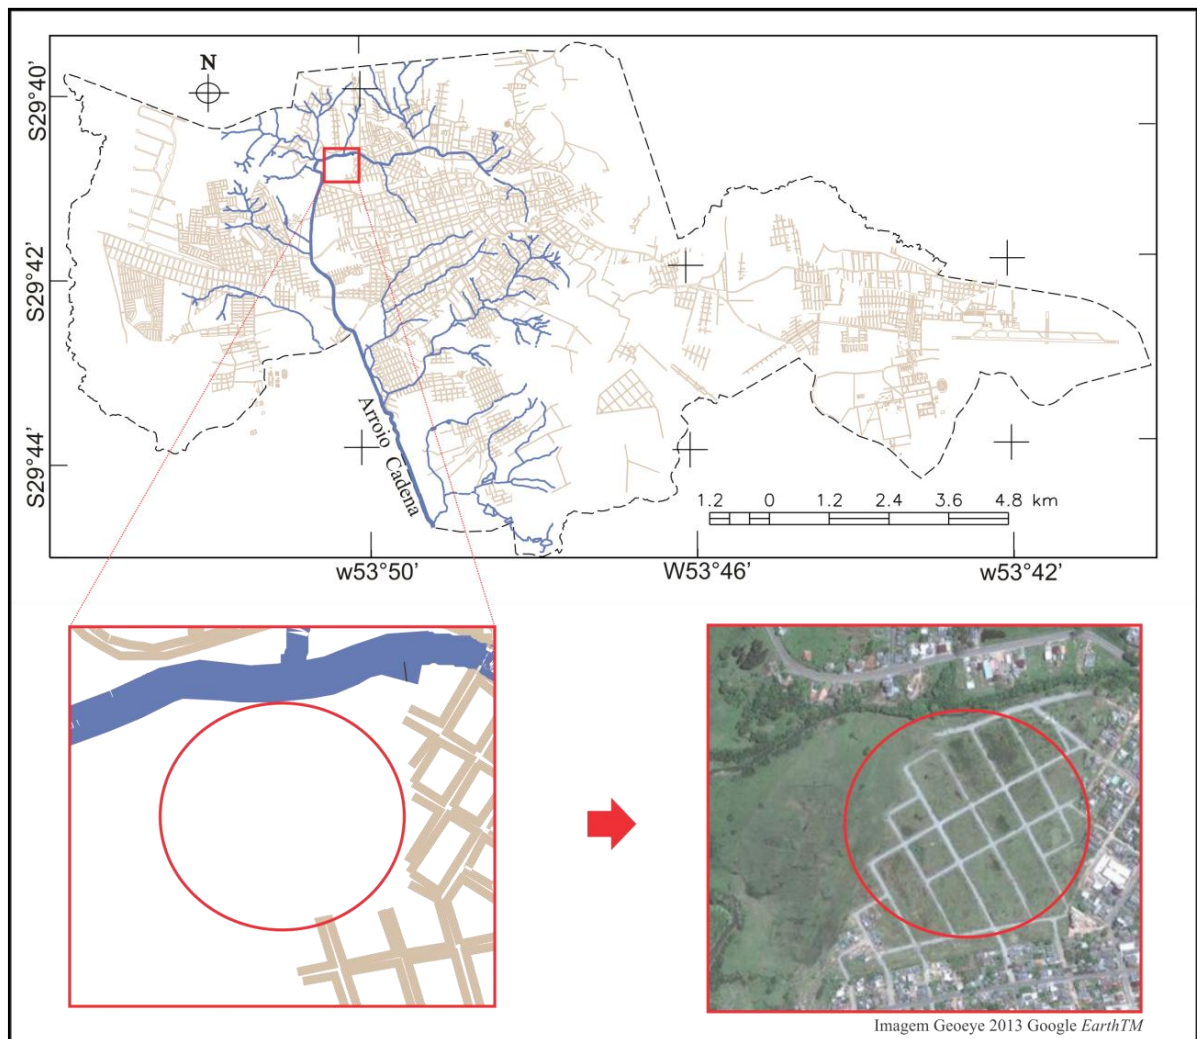 N
S29°40'
S29°42'
S29°44'
Arroio Cadena
1.2 0 1.2 2.4 3.6 4.8 km
w53°50' W53°46' w53°42'
Imagem Geoeye 2013 Google EarthTM